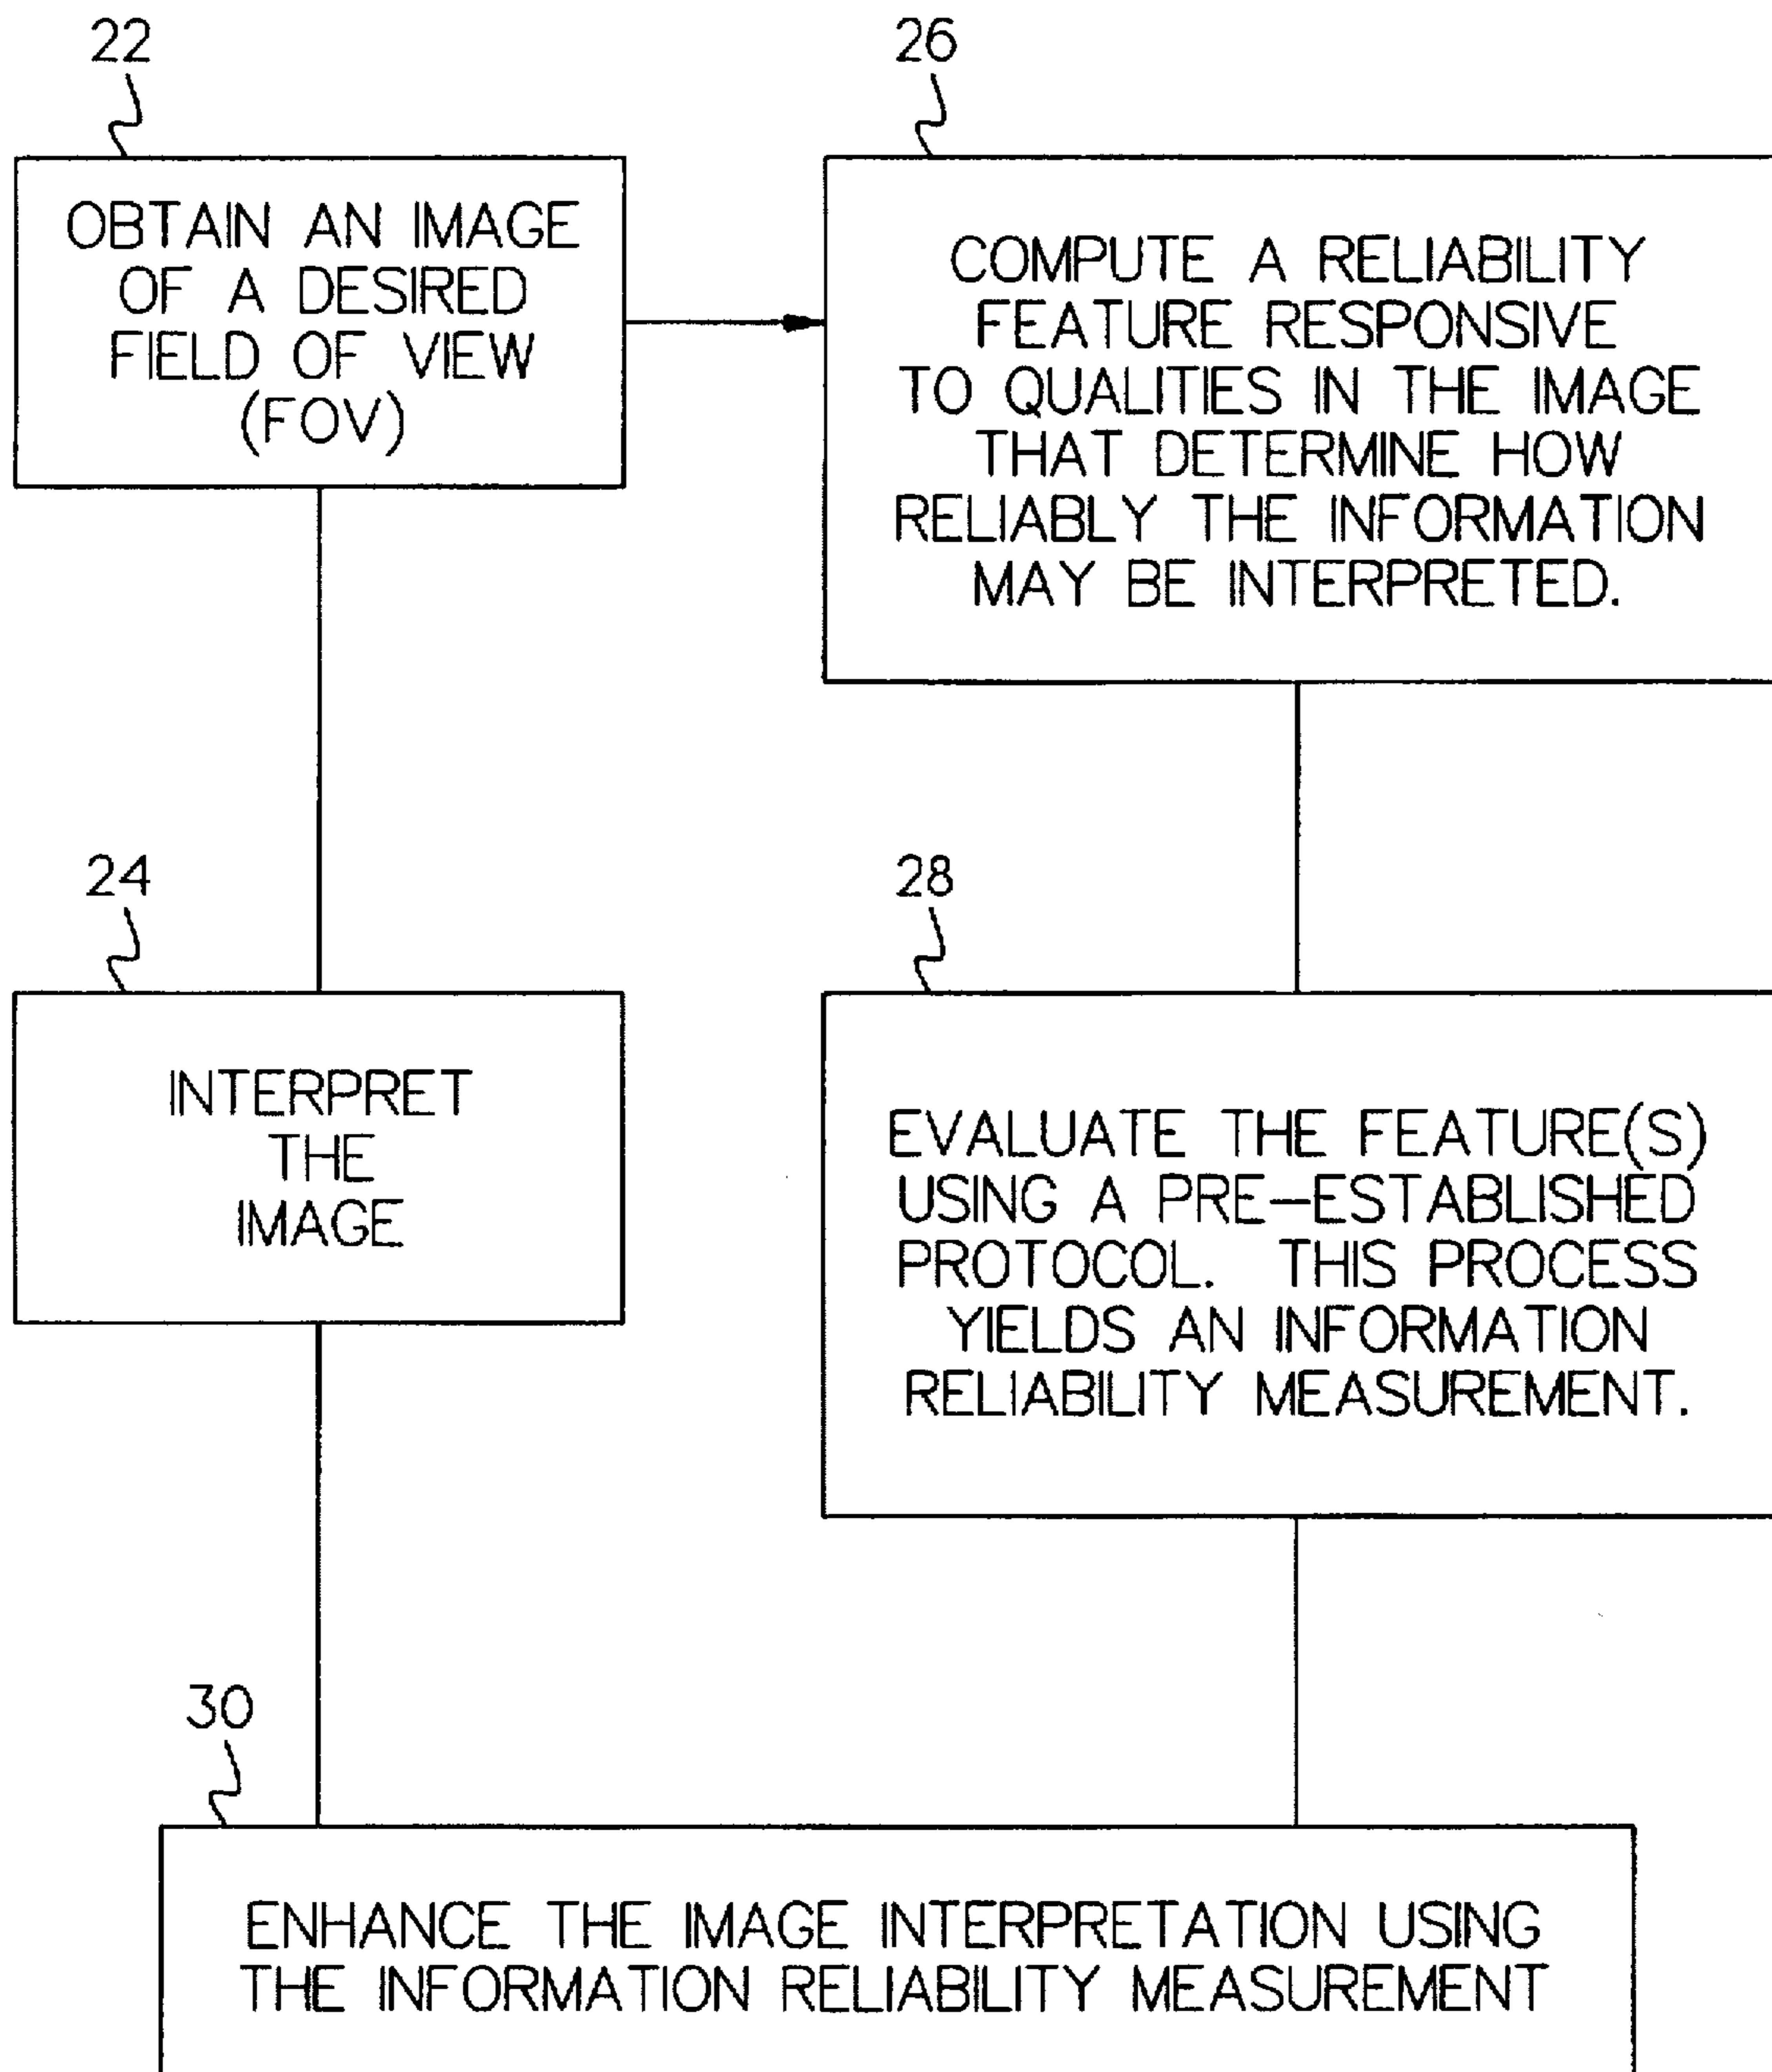 22
OBTAIN AN IMAGE
OF A DESIRED
FIELD OF VIEW
(FOV)
26
COMPUTE A RELIABILITY
FEATURE RESPONSIVE
TO QUALITIES IN THE IMAGE
THAT DETERMINE HOW
RELIABLY THE INFORMATION
MAY BE INTERPRETED.
24
INTERPRET
THE
IMAGE
28
EVALUATE THE FEATURE(S)
USING A PRE-ESTABLISHED
PROTOCOL. THIS PROCESS
YIELDS AN INFORMATION
RELIABILITY MEASUREMENT.
30
ENHANCE THE IMAGE INTERPRETATION USING
THE INFORMATION RELIABILITY MEASUREMENT